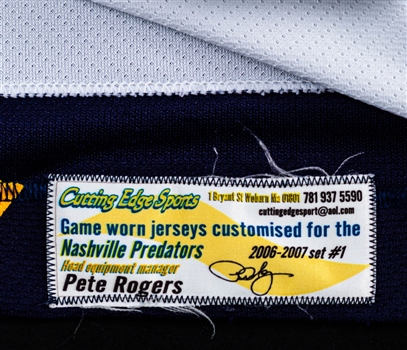 Cutting Edge Sports 1 Bryant St Woburn Ma 01801 781 937 5590
cuttingedgesport@aol.com
Game worn jerseys customised for the
Nashville Predators 2006-2007 set #1
Head equipment manager
Pete Rogers